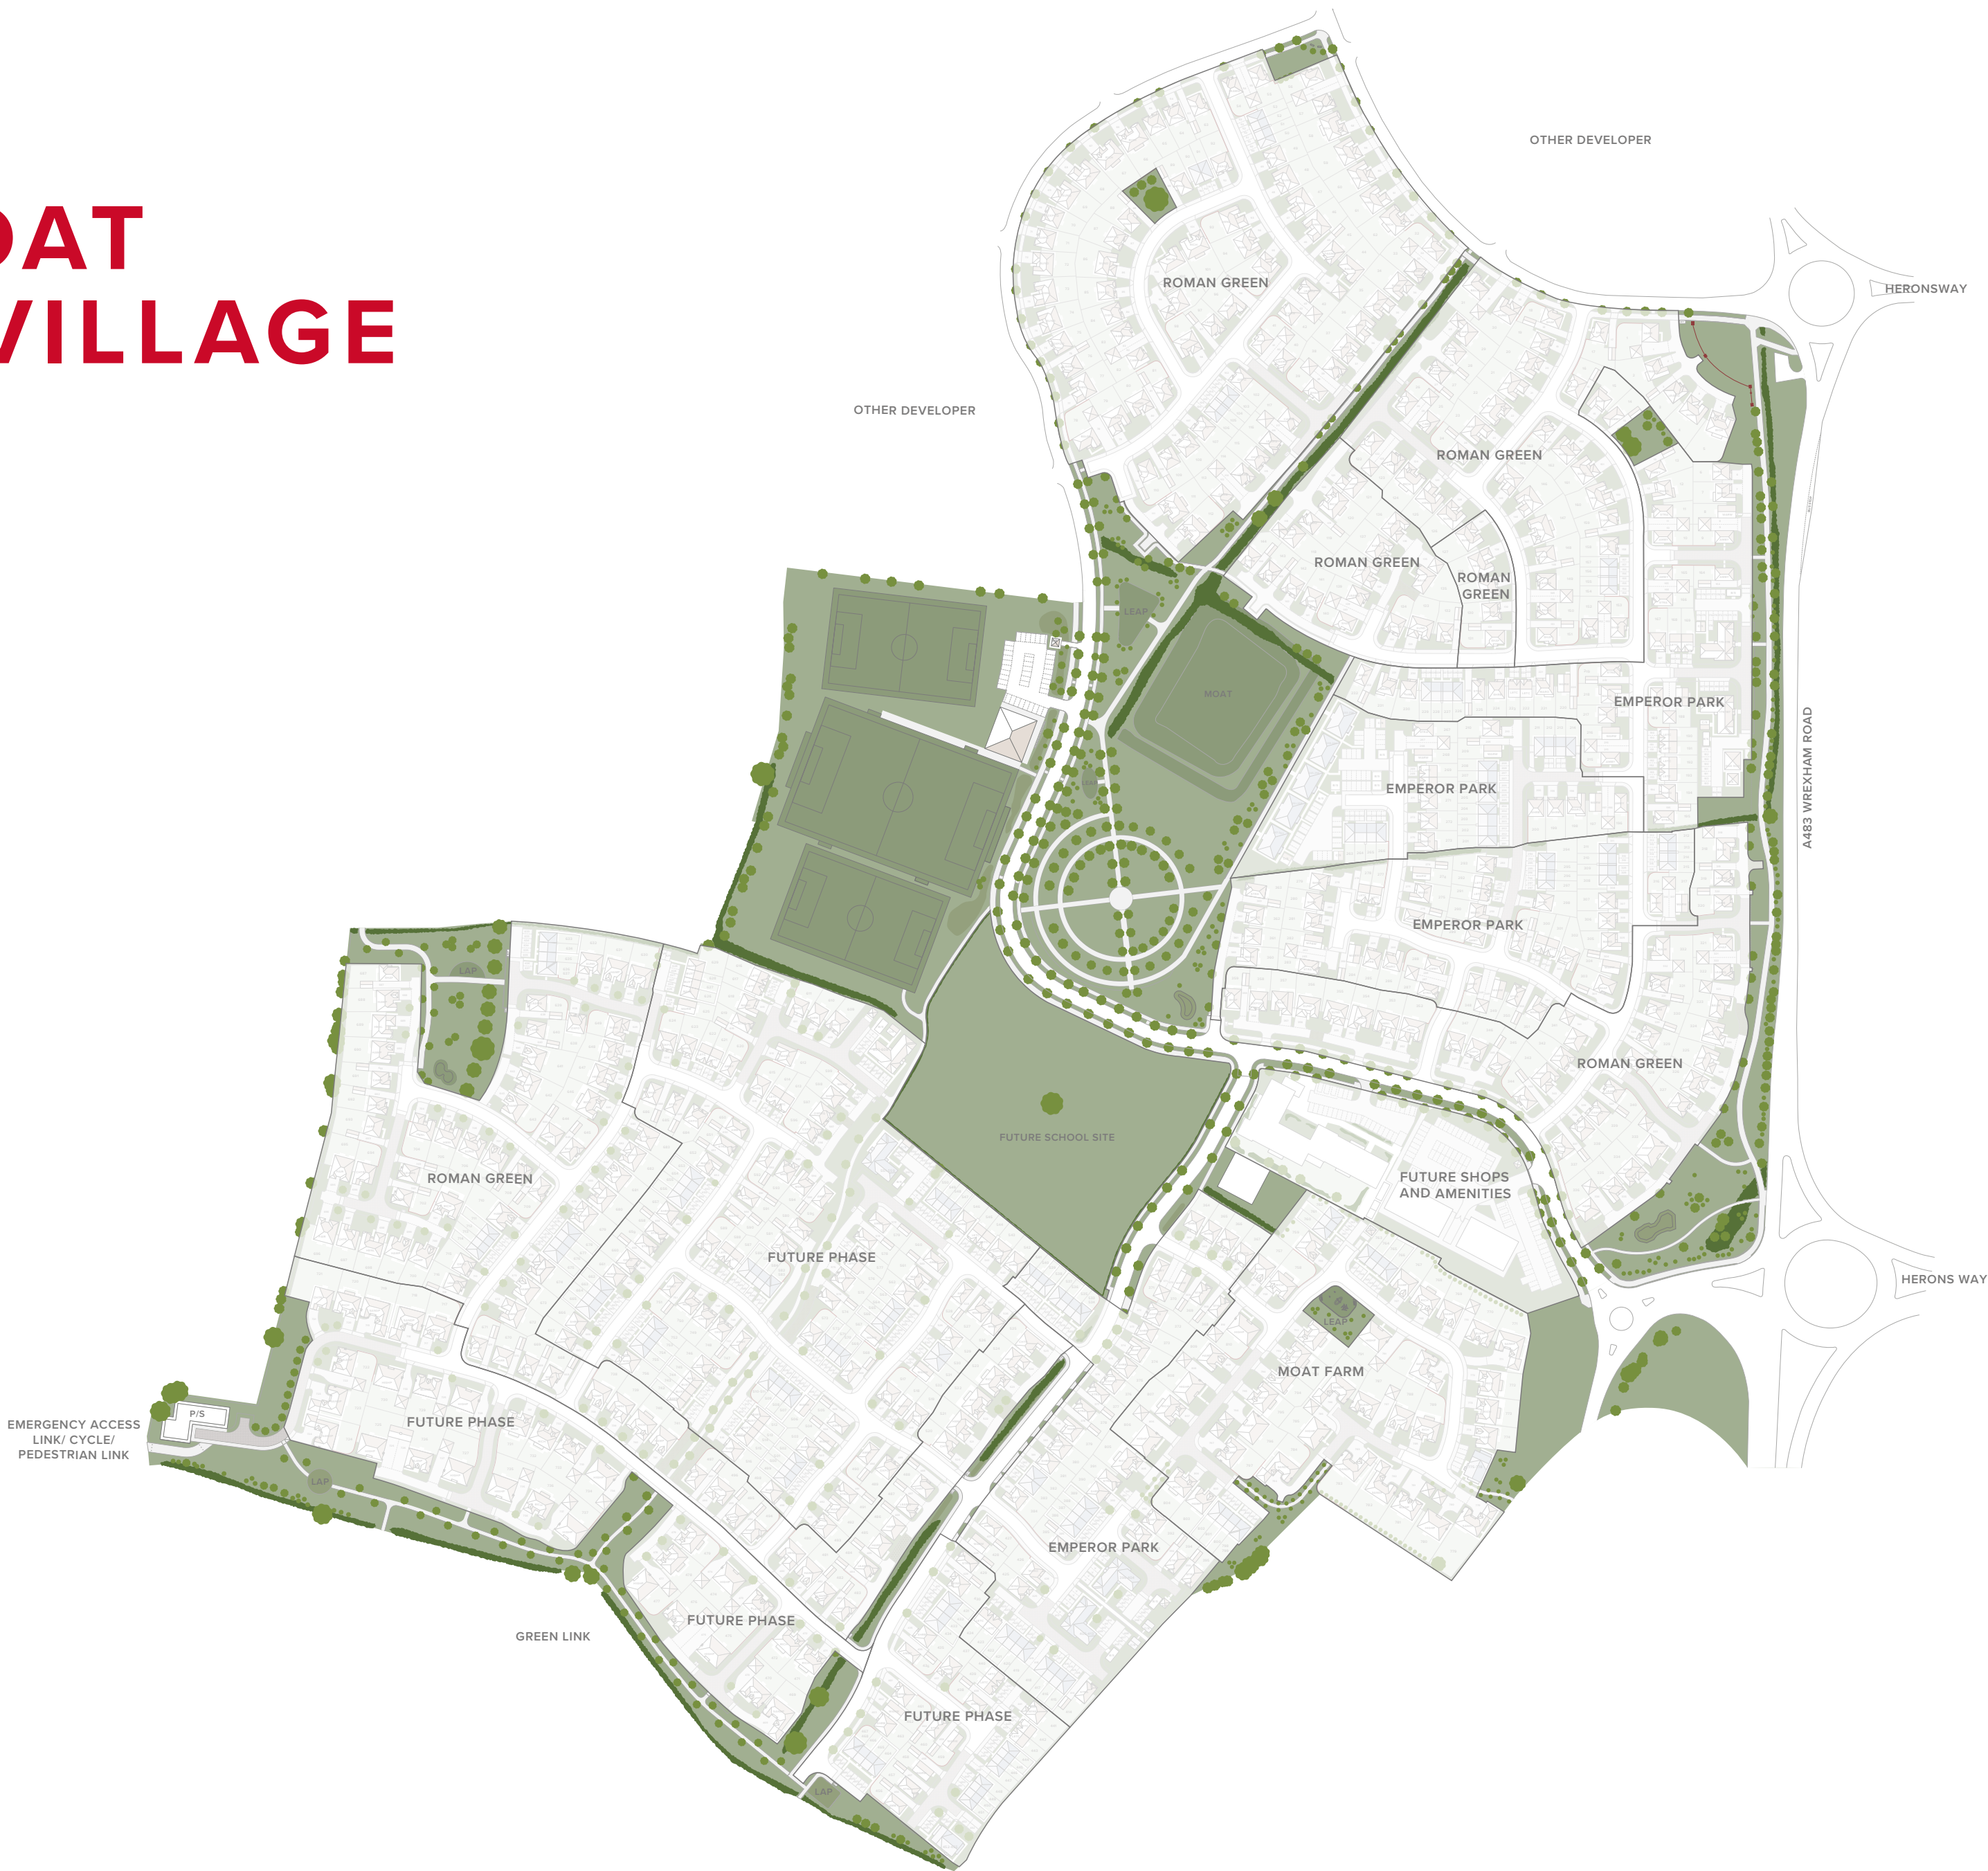 OAT
VILLAGE
OTHER DEVELOPER
HERONSWAY
ROMAN GREEN
OTHER DEVELOPER
ROMAN GREEN
ROMAN GREEN
ROMAN
GREEN
LEAP
MOAT
EMPEROR PARK
A483 WREXHAM ROAD
EMPEROR PARK
EMPEROR PARK
LAP
ROMAN GREEN
FUTURE SCHOOL SITE
ROMAN GREEN
FUTURE SHOPS
AND AMENITIES
FUTURE PHASE
HERONS WAY
LEAP
MOAT FARM
P/S
EMERGENCY ACCESS
LINK/ CYCLE/
PEDESTRIAN LINK
FUTURE PHASE
LAP
EMPEROR PARK
FUTURE PHASE
GREEN LINK
FUTURE PHASE
LAP